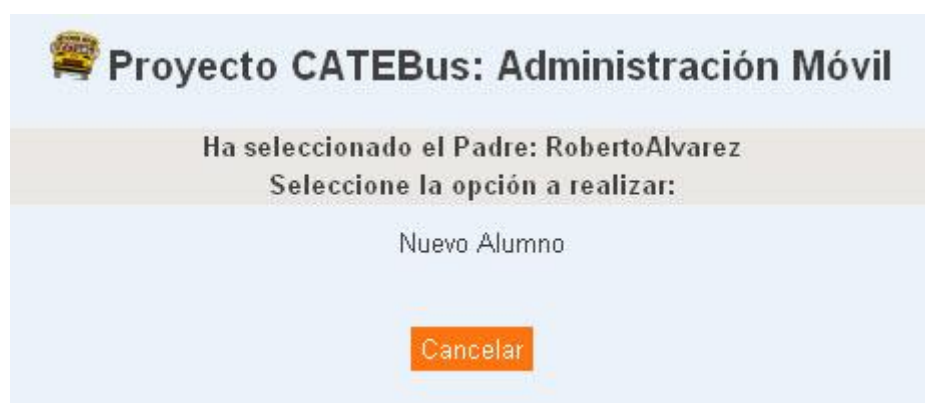 Proyecto CATEBus: Administración Móvil
Ha seleccionado el Padre: RobertoAlvarez
Seleccione la opción a realizar:
Nuevo Alumno
Cancelar